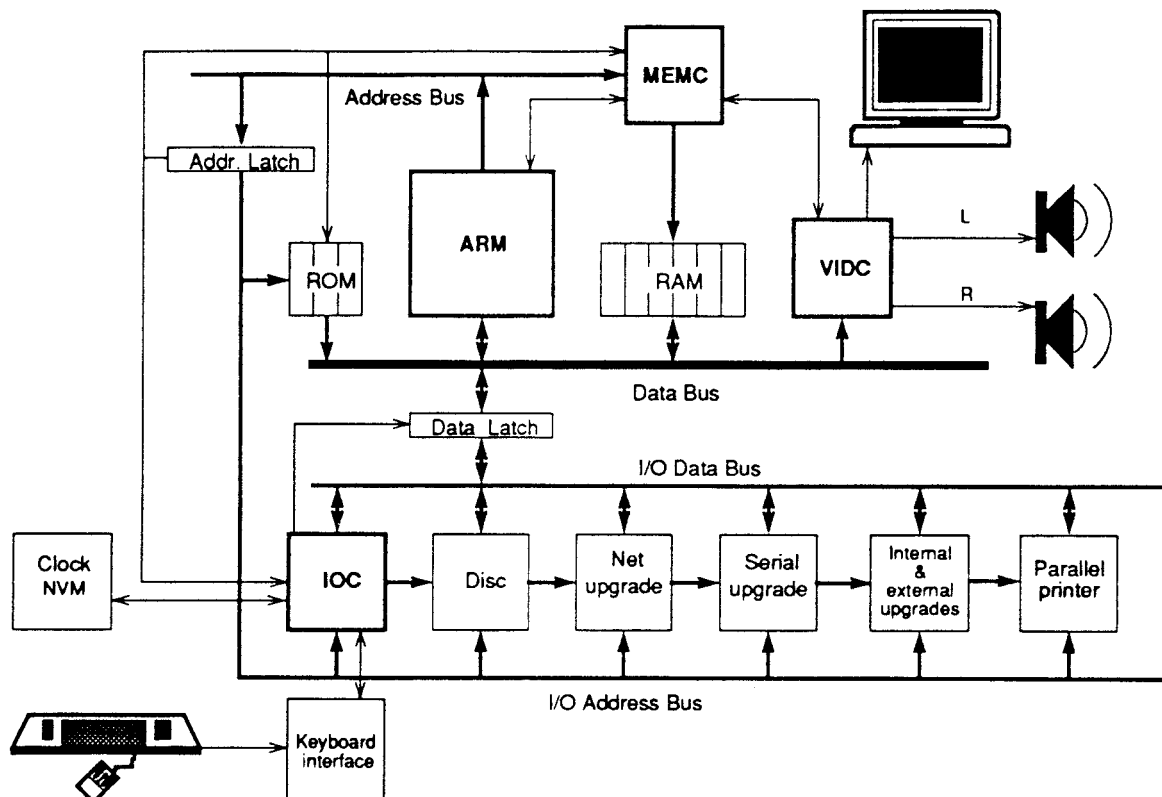 MEMC
Address Bus
Addr. Latch
ARM
L
ROM
RAM
VIDC
R
Data Bus
Data Latch
I/O Data Bus
Clock
NVM
IOC
Disc
Net
upgrade
Serial
upgrade
Internal
&
external
upgrades
Parallel
printer
I/O Address Bus
Keyboard
interface